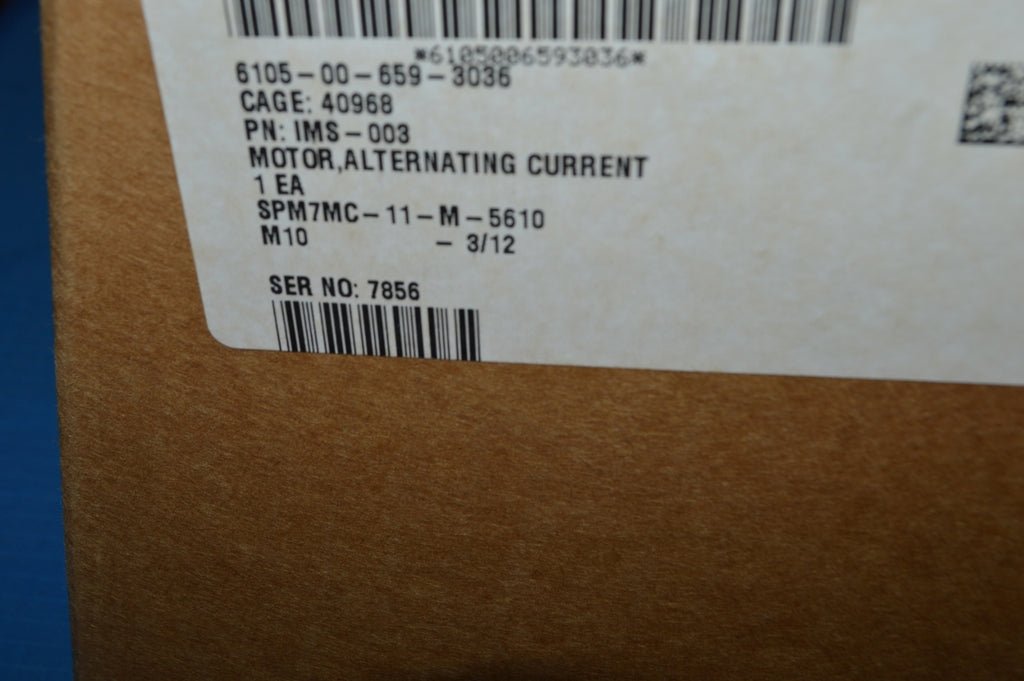 *6105006593036*
6105-00-659-3036
CAGE: 40968
PN: IMS-003
MOTOR,ALTERNATING CURRENT
1 EA
SPM7MC-11-M-5610
M10 - 3/12
SER NO: 7856